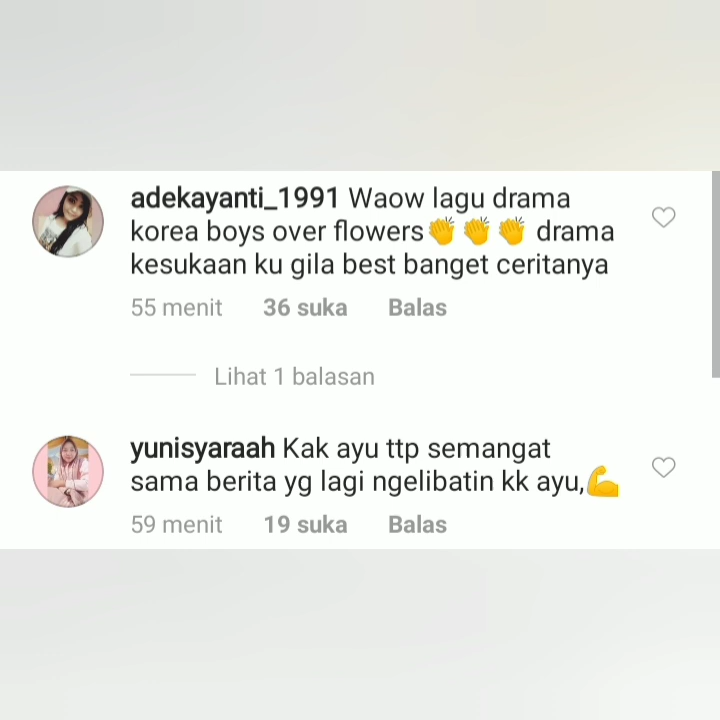 adekayanti_1991 Waow lagu drama
korea boys over flowers👏👏👏 drama
kesukaan ku gila best banget ceritanya
55 menit 36 suka Balas
Lihat 1 balasan
yunisyaraah Kak ayu ttp semangat
sama berita yg lagi ngelibatin kk ayu,💪
59 menit 19 suka Balas